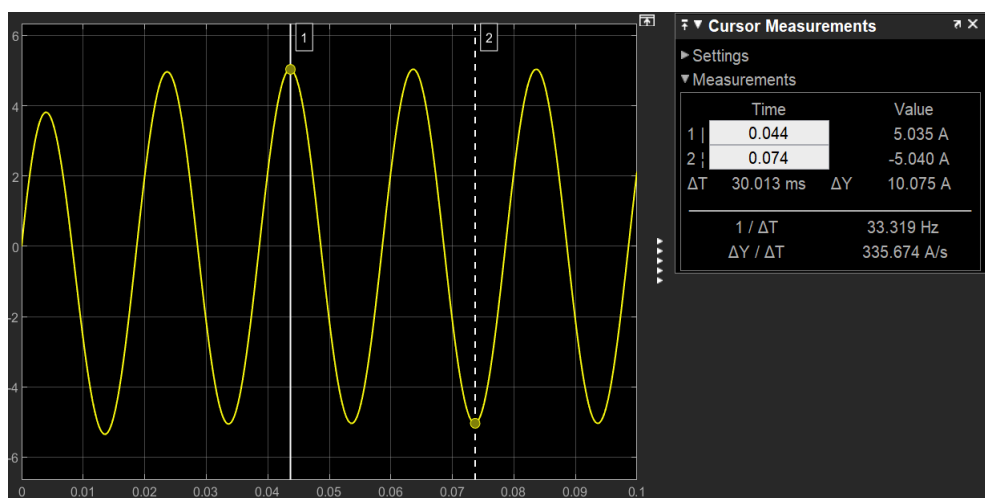 6
4
2
0
-2
-4
-6
0 0.01 0.02 0.03 0.04 0.05 0.06 0.07 0.08 0.09 0.1
1
2
Cursor Measurements
Settings
Measurements
Time Value
1 | 0.044 5.035 A
2 ¦ 0.074 -5.040 A
ΔT 30.013 ms ΔY 10.075 A
1 / ΔT 33.319 Hz
ΔY / ΔT 335.674 A/s